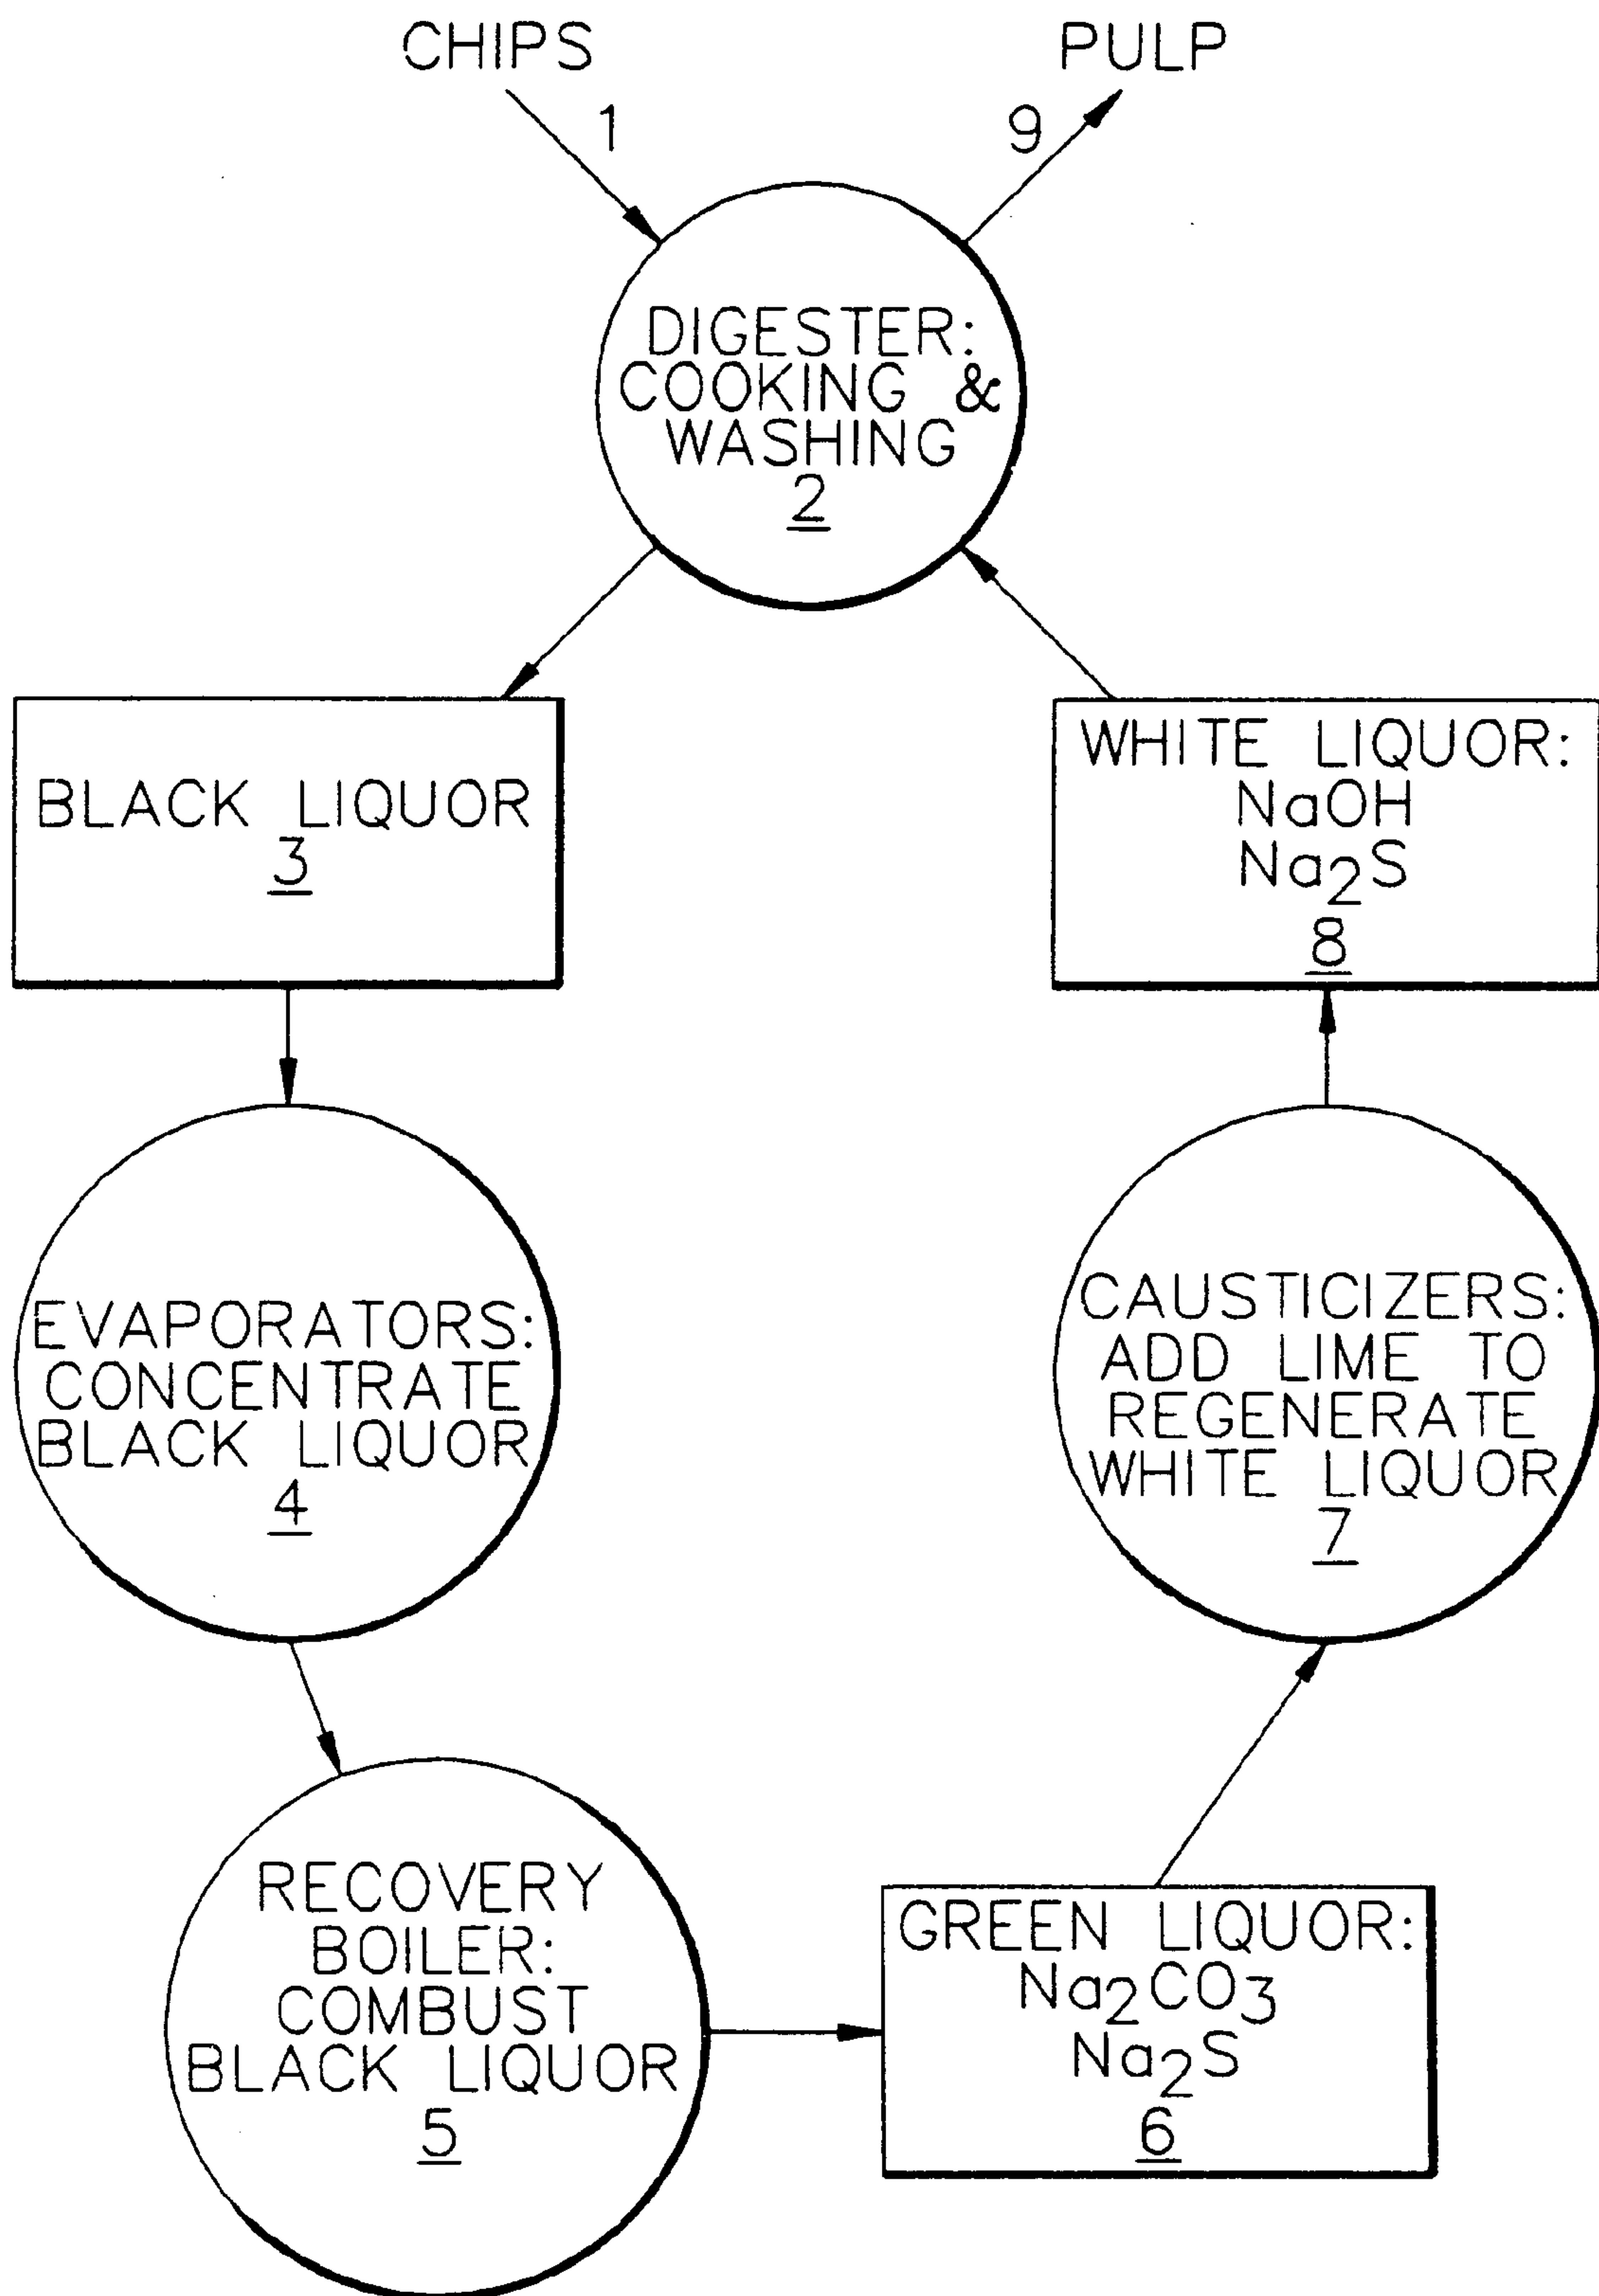 CHIPS
PULP
1
9
DIGESTER:
COOKING &
WASHING
2
BLACK LIQUOR
3
WHITE LIQUOR:
NaOH
Na₂S
8
EVAPORATORS:
CONCENTRATE
BLACK LIQUOR
4
CAUSTICIZERS:
ADD LIME TO
REGENERATE
WHITE LIQUOR
7
RECOVERY
BOILER:
COMBUST
BLACK LIQUOR
5
GREEN LIQUOR:
Na₂CO₃
Na₂S
6